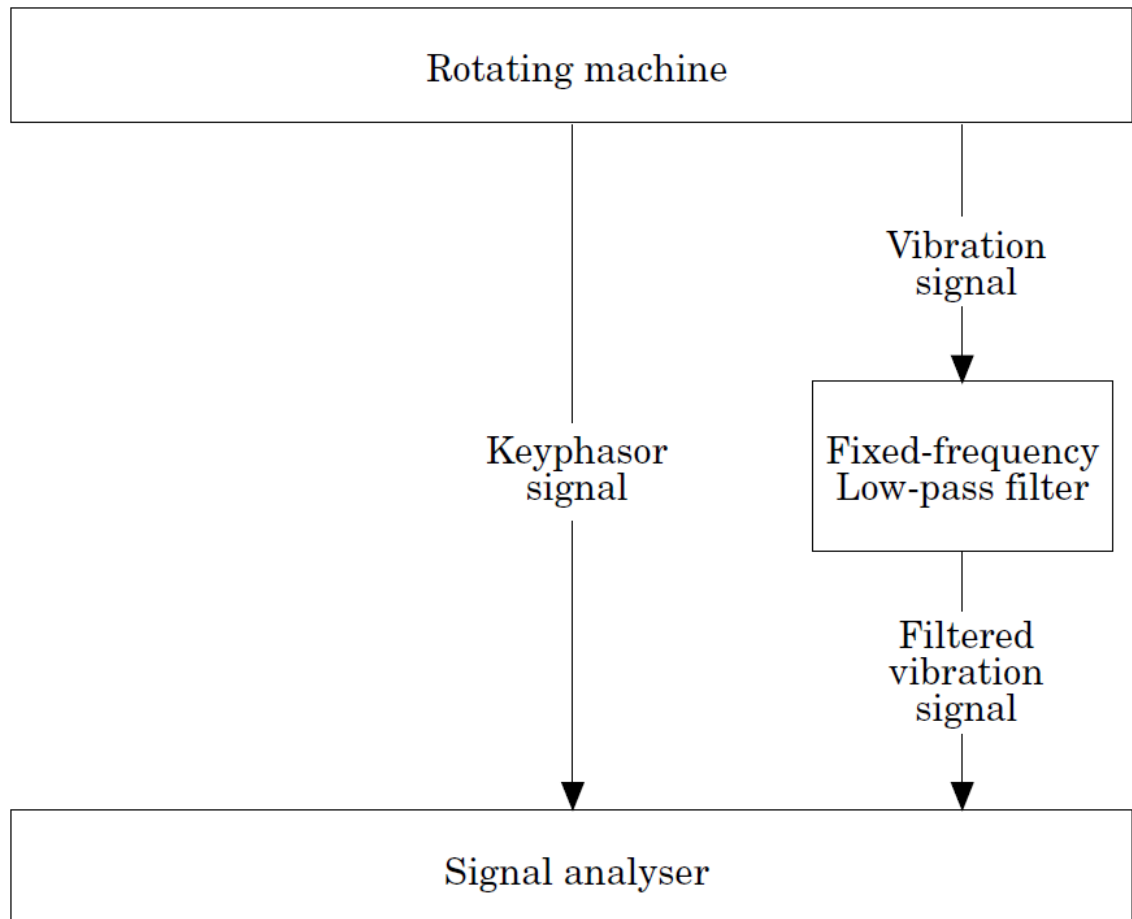 Rotating machine
Vibration
signal
Keyphasor
signal
Fixed-frequency
Low-pass filter
Filtered
vibration
signal
Signal analyser